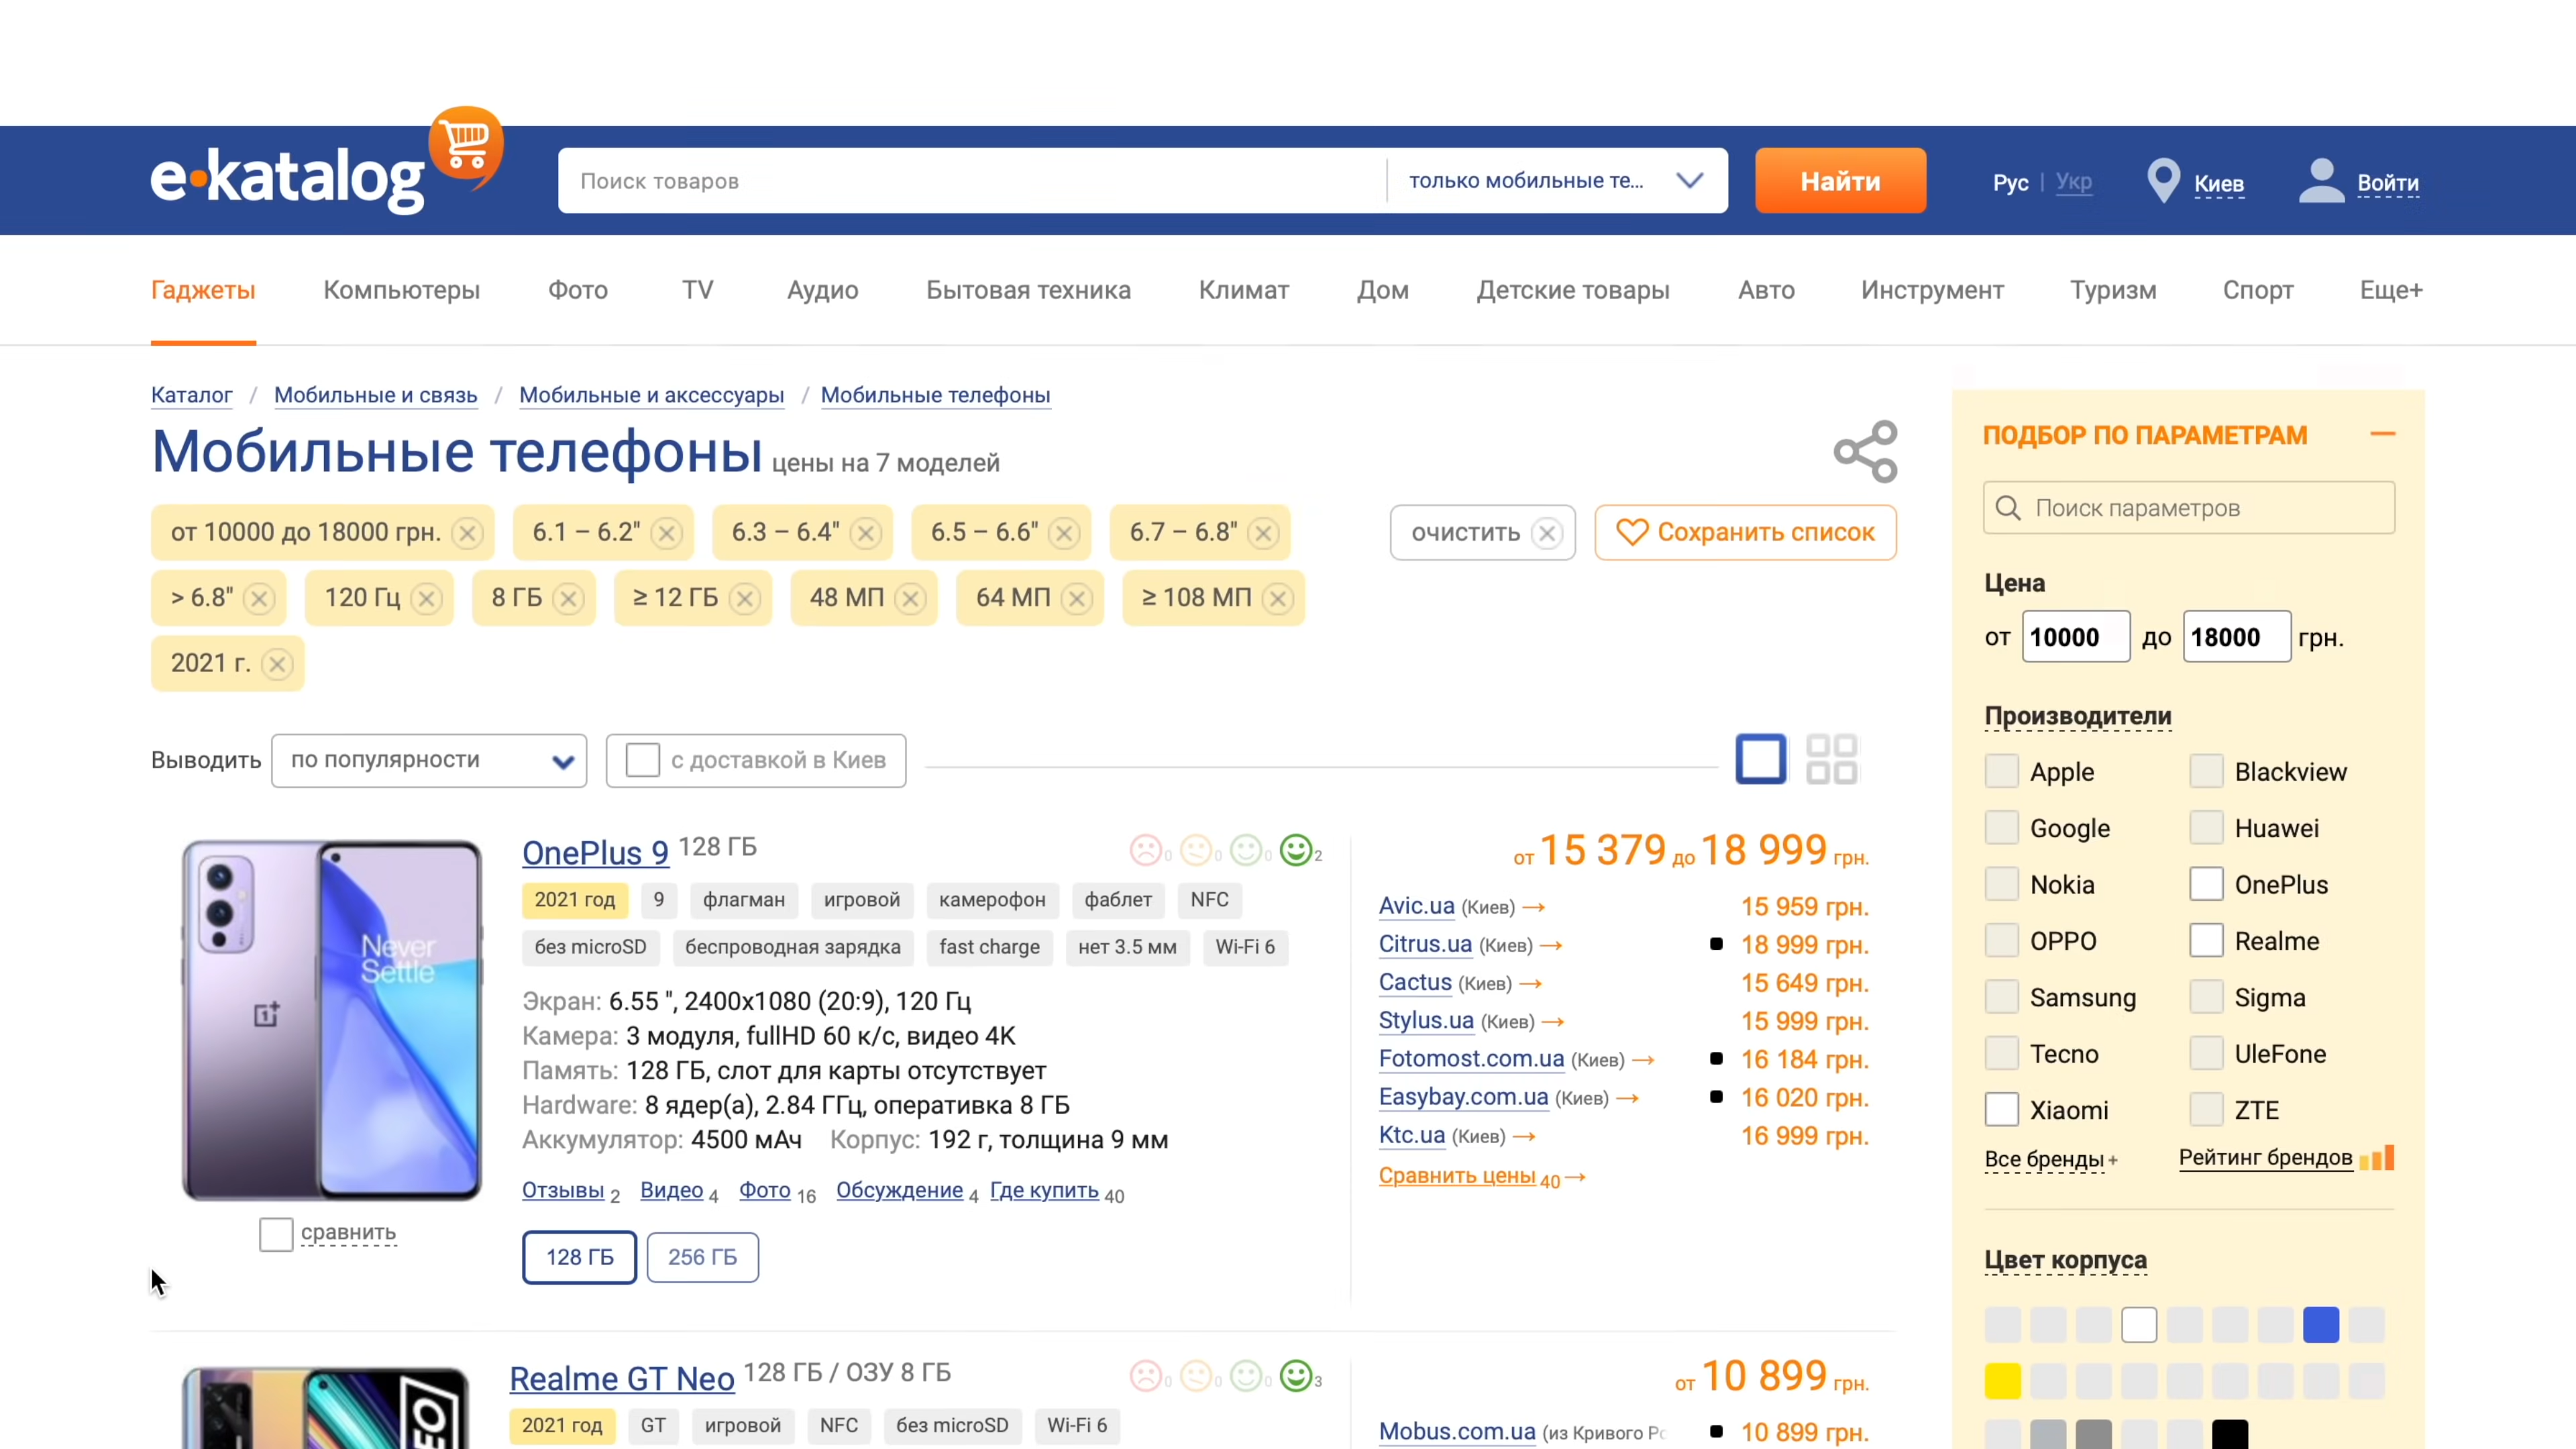 e·katalog
Поиск товаров
только мобильные те...
Найти
Рус | Укр
Киев
Войти
Гаджеты Компьютеры Фото TV Аудио Бытовая техника Климат Дом Детские товары Авто Инструмент Туризм Спорт Еще+
Каталог / Мобильные и связь / Мобильные и аксессуары / Мобильные телефоны
Мобильные телефоны цены на 7 моделей
от 10000 до 18000 грн. 6.1 – 6.2" 6.3 – 6.4" 6.5 – 6.6" 6.7 – 6.8"
очистить Сохранить список
> 6.8" 120 Гц 8 ГБ ≥ 12 ГБ 48 МП 64 МП ≥ 108 МП
2021 г.
Выводить по популярности с доставкой в Киев
Never
Settle
сравнить
OnePlus 9 128 ГБ
0 0 0 2
2021 год 9 флагман игровой камерофон фаблет NFC
без microSD беспроводная зарядка fast charge нет 3.5 мм Wi-Fi 6
Экран: 6.55 ", 2400x1080 (20:9), 120 Гц
Камера: 3 модуля, fullHD 60 к/с, видео 4K
Память: 128 ГБ, слот для карты отсутствует
Hardware: 8 ядер(а), 2.84 ГГц, оперативка 8 ГБ
Аккумулятор: 4500 мАч Корпус: 192 г, толщина 9 мм
Отзывы 2 Видео 4 Фото 16 Обсуждение 4 Где купить 40
128 ГБ 256 ГБ
от 15 379 до 18 999 грн.
Avic.ua (Киев) → 15 959 грн.
Citrus.ua (Киев) → 18 999 грн.
Cactus (Киев) → 15 649 грн.
Stylus.ua (Киев) → 15 999 грн.
Fotomost.com.ua (Киев) → 16 184 грн.
Easybay.com.ua (Киев) → 16 020 грн.
Ktc.ua (Киев) → 16 999 грн.
Сравнить цены 40 →
NEO
Realme GT Neo 128 ГБ / ОЗУ 8 ГБ
0 0 0 3
2021 год GT игровой NFC без microSD Wi-Fi 6
от 10 899 грн.
Mobus.com.ua (из Кривого Ро 10 899 грн.
ПОДБОР ПО ПАРАМЕТРАМ
Поиск параметров
Цена
от 10000 до 18000 грн.
Производители
Apple Blackview
Google Huawei
Nokia OnePlus
OPPO Realme
Samsung Sigma
Tecno UleFone
Xiaomi ZTE
Все бренды+ Рейтинг брендов
Цвет корпуса